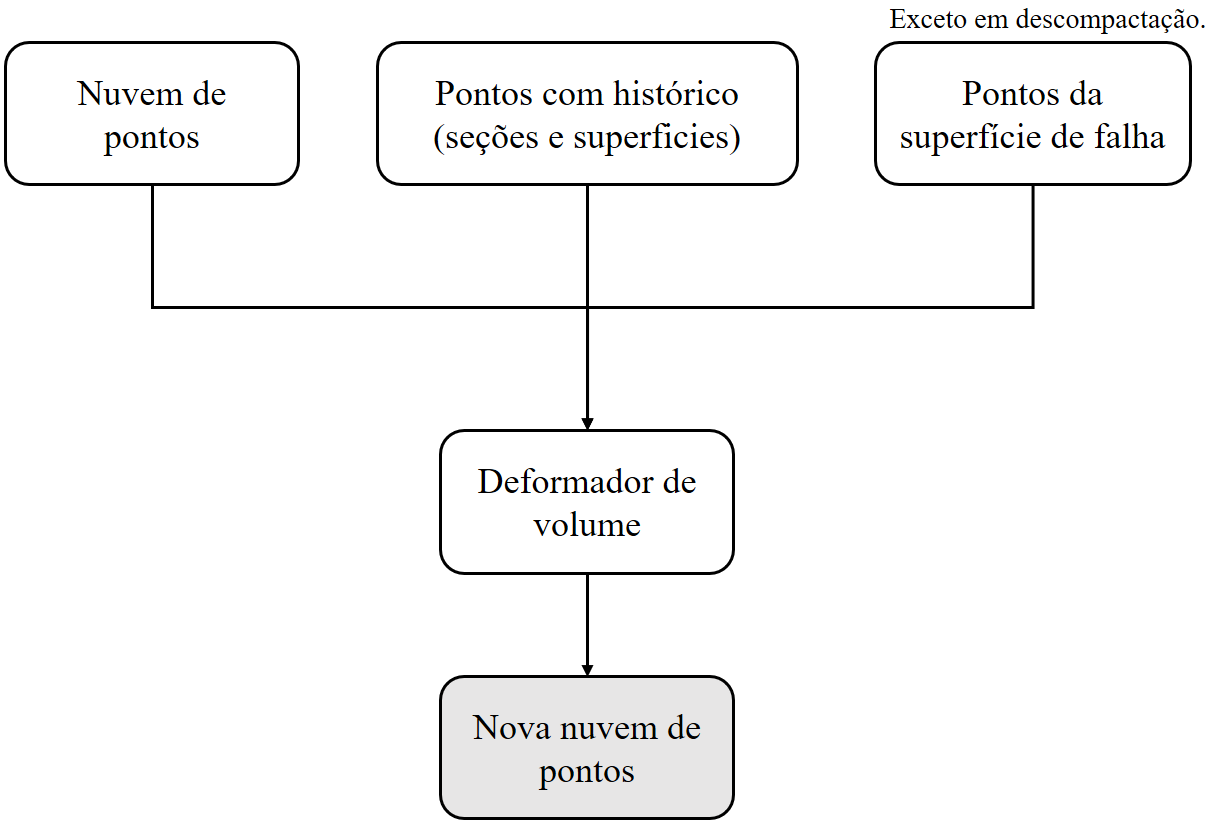 Exceto em descompactação.
Nuvem de
pontos
Pontos com histórico
(seções e superficies)
Pontos da
superfície de falha
Deformador de
volume
Nova nuvem de
pontos